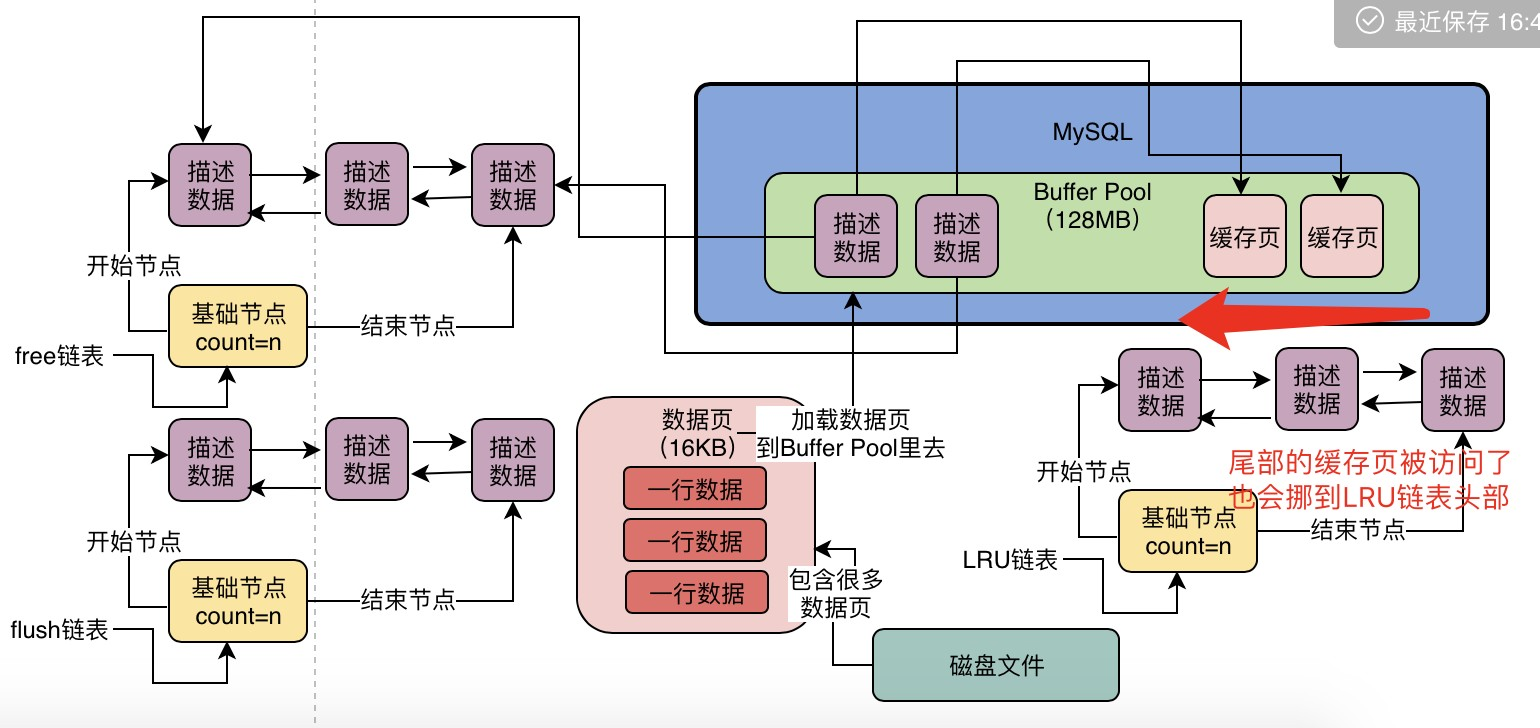 最近保存 16:4
MySQL
Buffer Pool
（128MB）
描述
数据
描述
数据
缓存页
缓存页
描述
数据
描述
数据
描述
数据
开始节点
基础节点
count=n
结束节点
free链表
描述
数据
描述
数据
描述
数据
开始节点
基础节点
count=n
结束节点
flush链表
数据页
（16KB）
加载数据页
到Buffer Pool里去
一行数据
一行数据
一行数据
包含很多
数据页
磁盘文件
描述
数据
描述
数据
描述
数据
尾部的缓存页被访问了
也会挪到LRU链表头部
开始节点
基础节点
count=n
结束节点
LRU链表